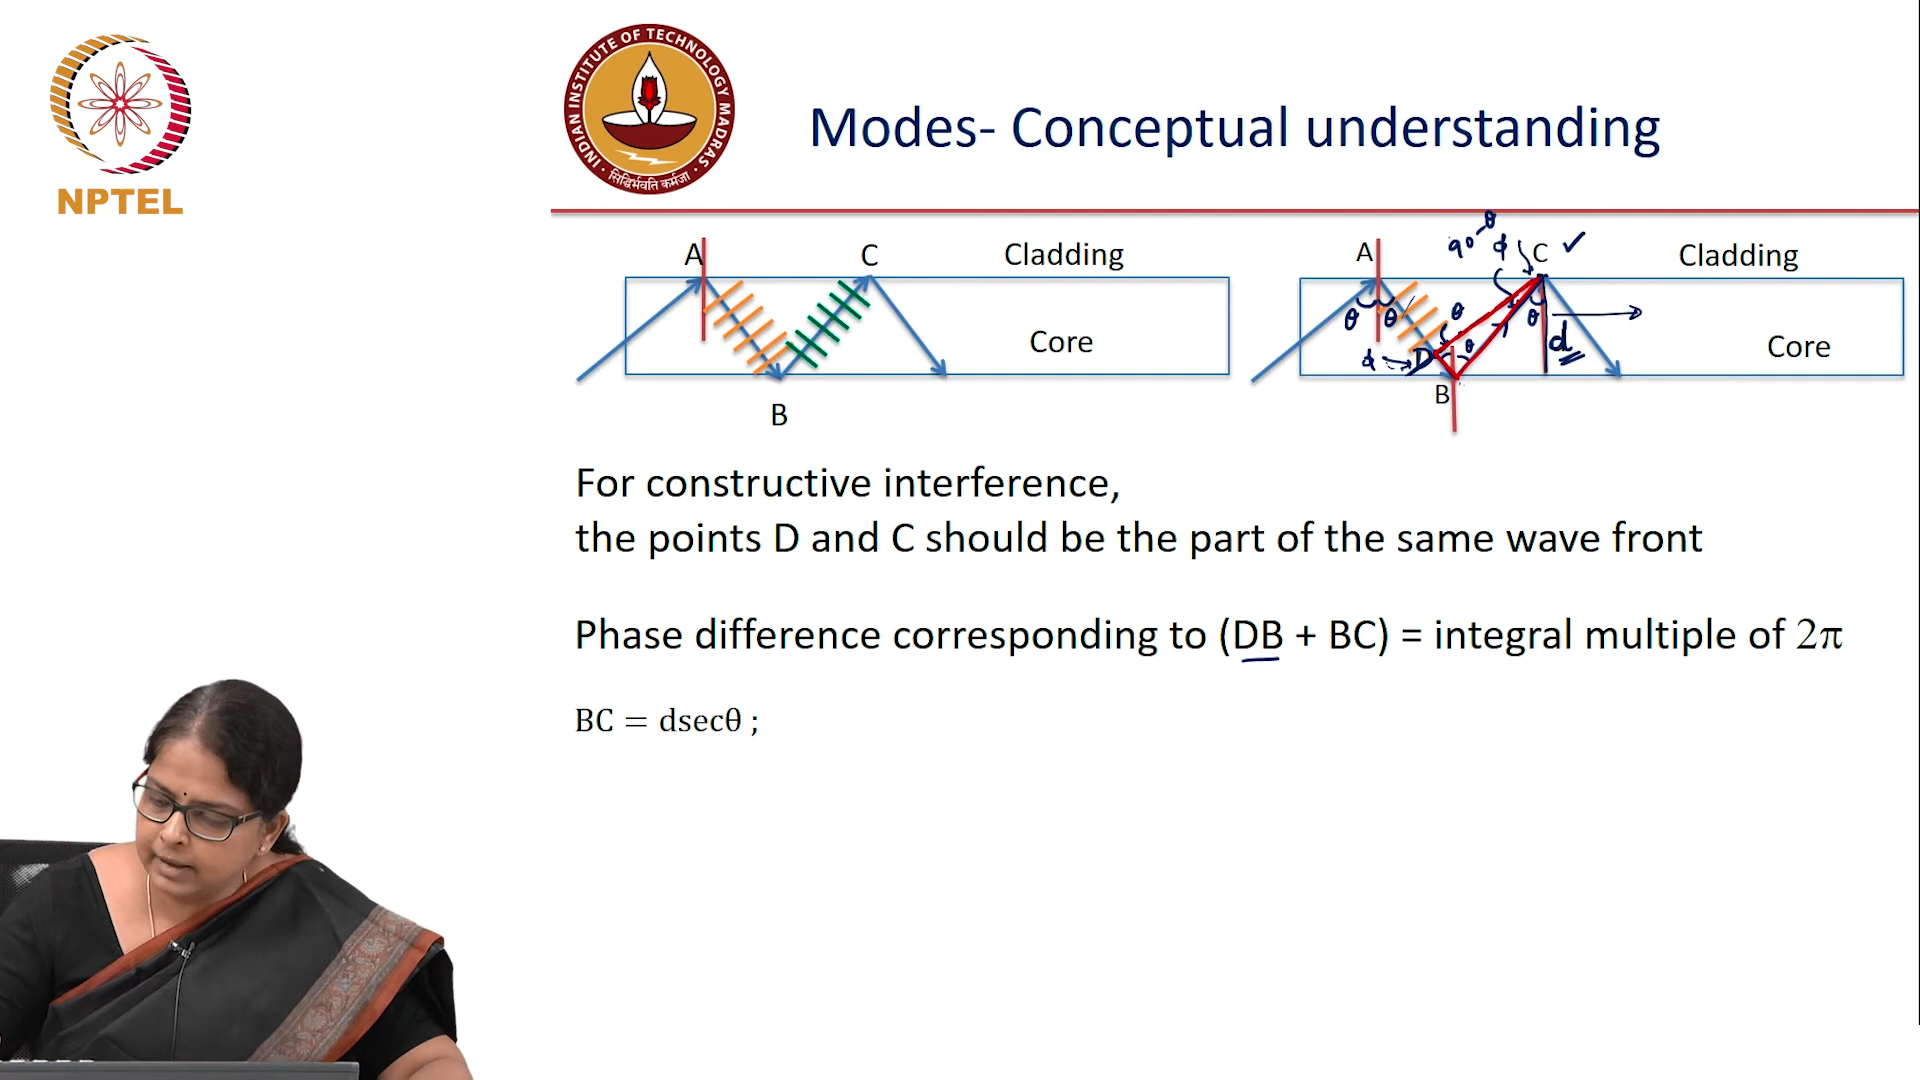 NPTEL
INDIAN INSTITUTE OF TECHNOLOGY MADRAS
सिद्धिर्भवति कर्मजा
Modes- Conceptual understanding
A
C
Cladding
Core
B
A
90-θ
ϕ
C ✓
Cladding
θ
θ
θ
θ
θ
d
Core
ϕ
D
B
For constructive interference,
the points D and C should be the part of the same wave front
Phase difference corresponding to (DB + BC) = integral multiple of 2π
BC = dsecθ ;